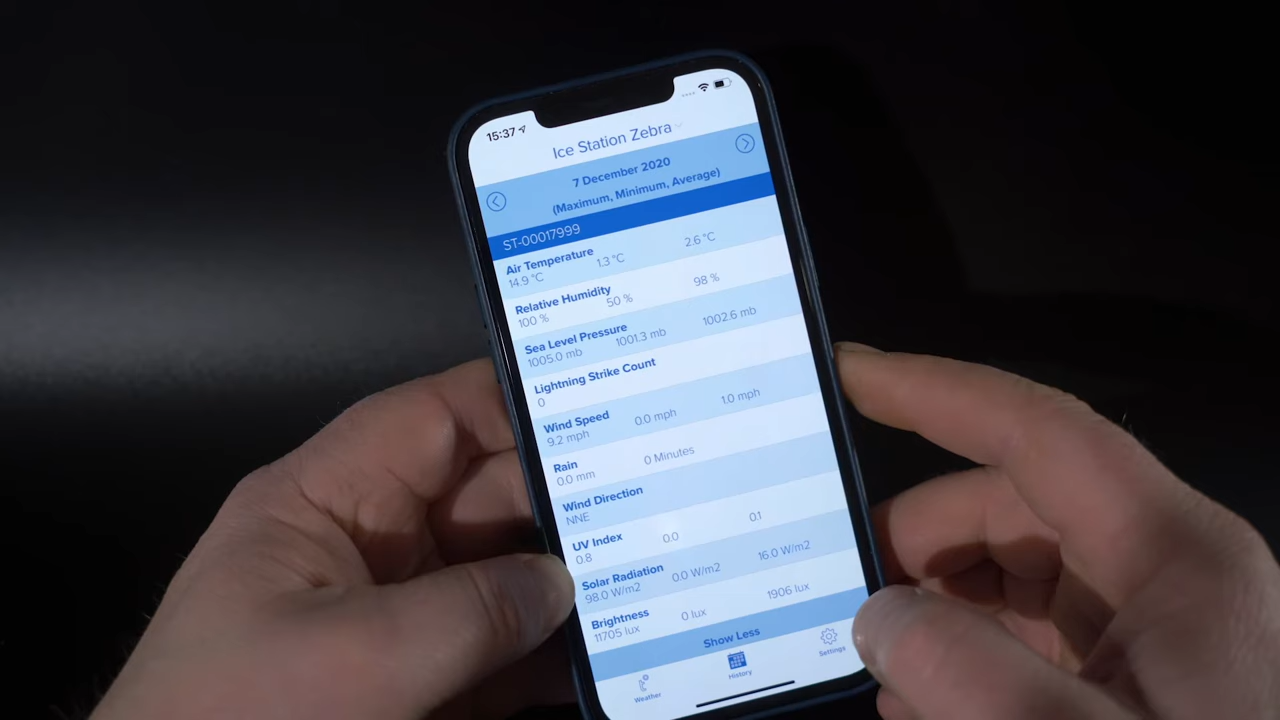 15:37
Ice Station Zebra
7 December 2020
(Maximum, Minimum, Average)
ST-00017999
Air Temperature
14.9 °C 1.3 °C 2.6 °C
Relative Humidity
100 % 50 % 98 %
Sea Level Pressure
1005.0 mb 1001.3 mb 1002.6 mb
Lightning Strike Count
0
Wind Speed
9.2 mph 0.0 mph 1.0 mph
Rain
0.0 mm 0 Minutes
Wind Direction
NNE
UV Index
0.8 0.0 0.1
Solar Radiation
98.0 W/m2 0.0 W/m2 16.0 W/m2
Brightness
11705 lux 0 lux 1906 lux
Show Less
Weather History Settings